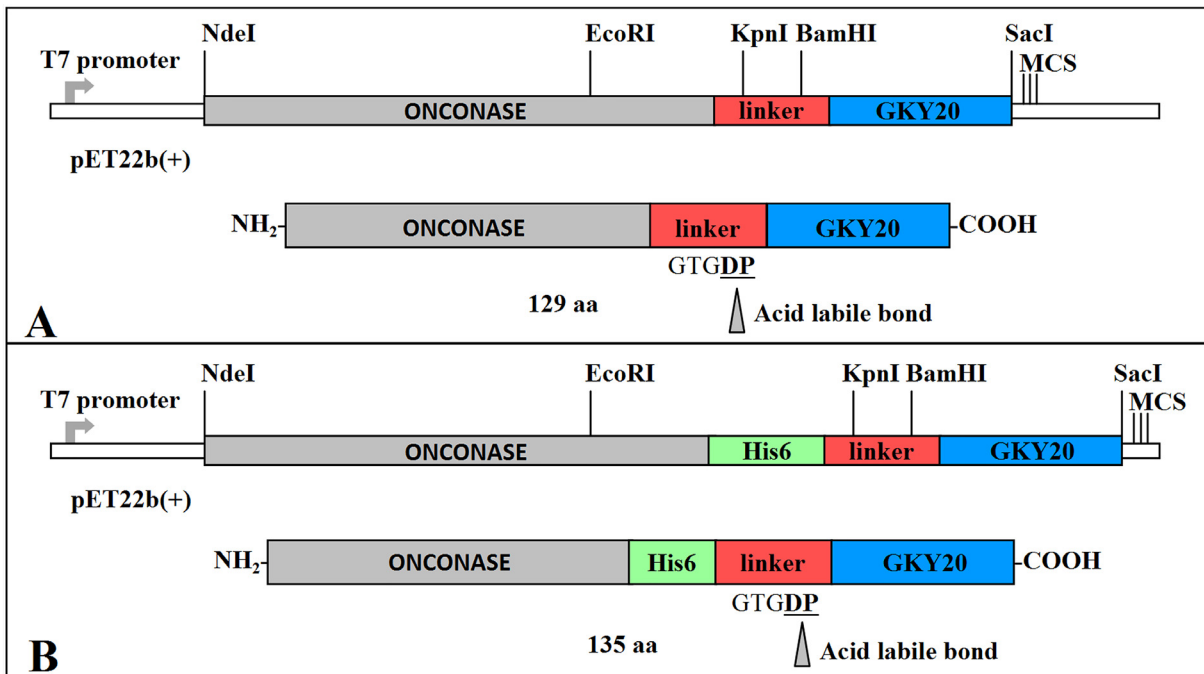 NdeI EcoRI KpnI BamHI SacI
T7 promoter MCS
ONCONASE linker GKY20
pET22b(+)
NH2- ONCONASE linker GKY20 -COOH
GTGDP
129 aa Acid labile bond
A
NdeI EcoRI KpnI BamHI SacI
T7 promoter MCS
ONCONASE His6 linker GKY20
pET22b(+)
NH2- ONCONASE His6 linker GKY20 -COOH
GTGDP
135 aa Acid labile bond
B